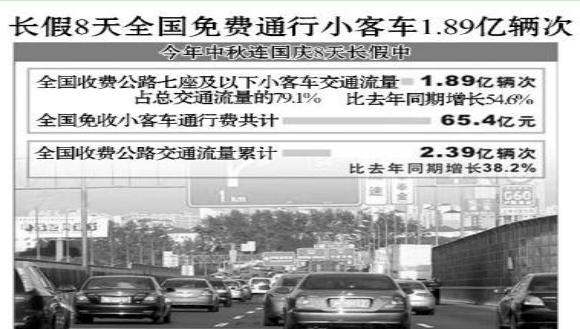 长假8天全国免费通行小客车1.89亿辆次
今年中秋连国庆8天长假中
全国收费公路七座及以下小客车交通流量 1.89亿辆次
占总交通流量的79.1% 比去年同期增长54.6%
全国免收小客车通行费共计 65.4亿元
全国收费公路交通流量累计 2.39亿辆次
比去年同期增长38.2%
1km
G60